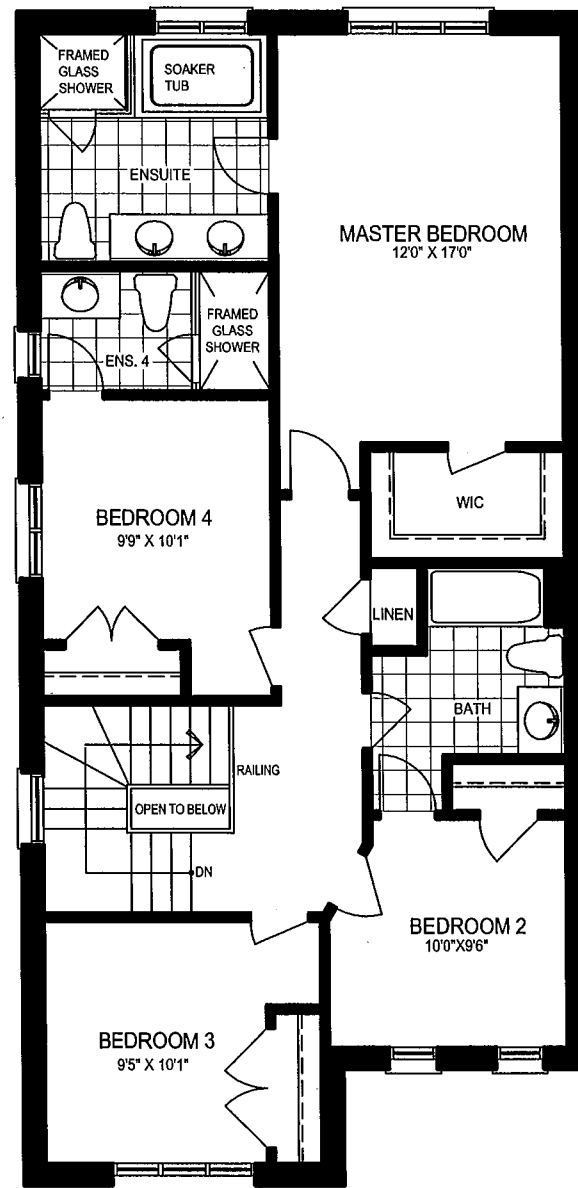 FRAMED
GLASS
SHOWER
SOAKER
TUB
ENSUITE
MASTER BEDROOM
12'0" X 17'0"
FRAMED
GLASS
SHOWER
ENS. 4
BEDROOM 4
9'9" X 10'1"
WIC
LINEN
BATH
RAILING
OPEN TO BELOW
DN
BEDROOM 2
10'0"X9'6"
BEDROOM 3
9'5" X 10'1"